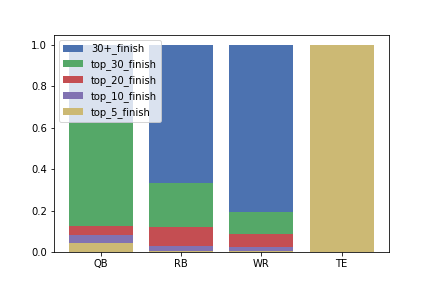 1.0
0.8
0.6
0.4
0.2
0.0
30+_finish
top_30_finish
top_20_finish
top_10_finish
top_5_finish
QB RB WR TE